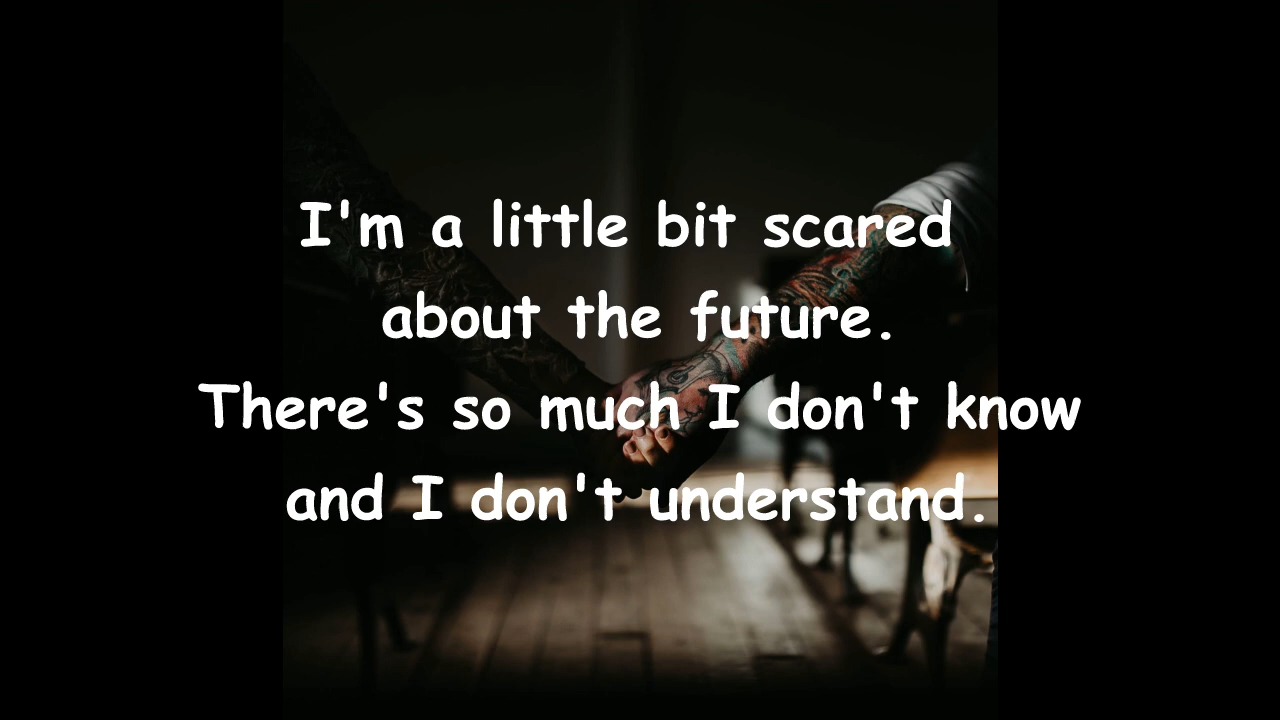 I'm a little bit scared
about the future.
There's so much I don't know
and I don't understand.